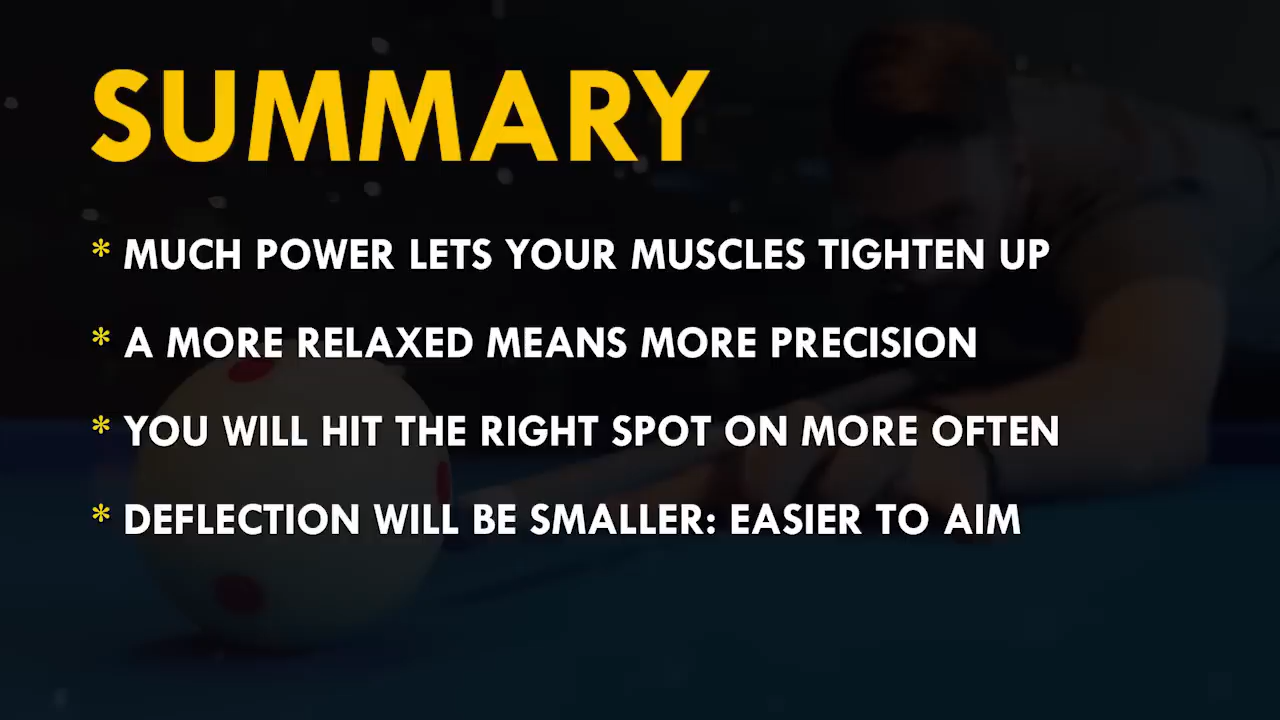 SUMMARY
* MUCH POWER LETS YOUR MUSCLES TIGHTEN UP
* A MORE RELAXED MEANS MORE PRECISION
* YOU WILL HIT THE RIGHT SPOT ON MORE OFTEN
* DEFLECTION WILL BE SMALLER: EASIER TO AIM